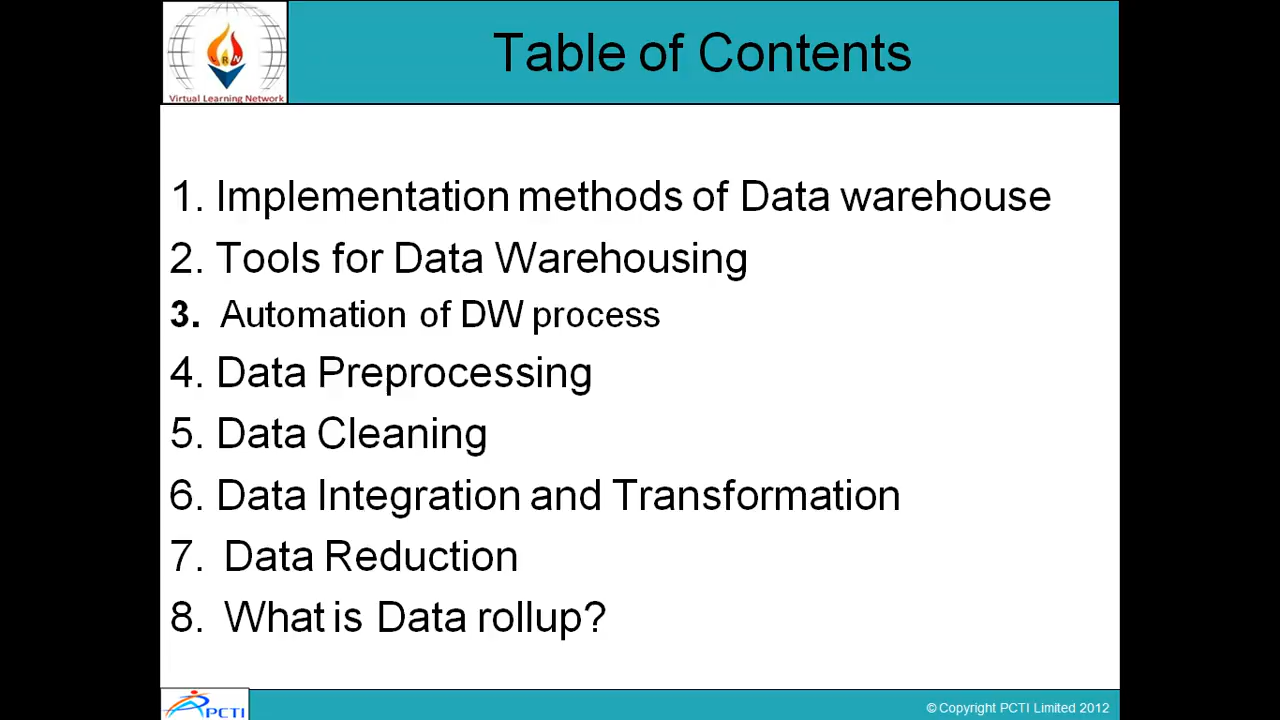 Table of Contents
Virtual Learning Network
1. Implementation methods of Data warehouse
2. Tools for Data Warehousing
3. Automation of DW process
4. Data Preprocessing
5. Data Cleaning
6. Data Integration and Transformation
7. Data Reduction
8. What is Data rollup?
PCTI
© Copyright PCTI Limited 2012